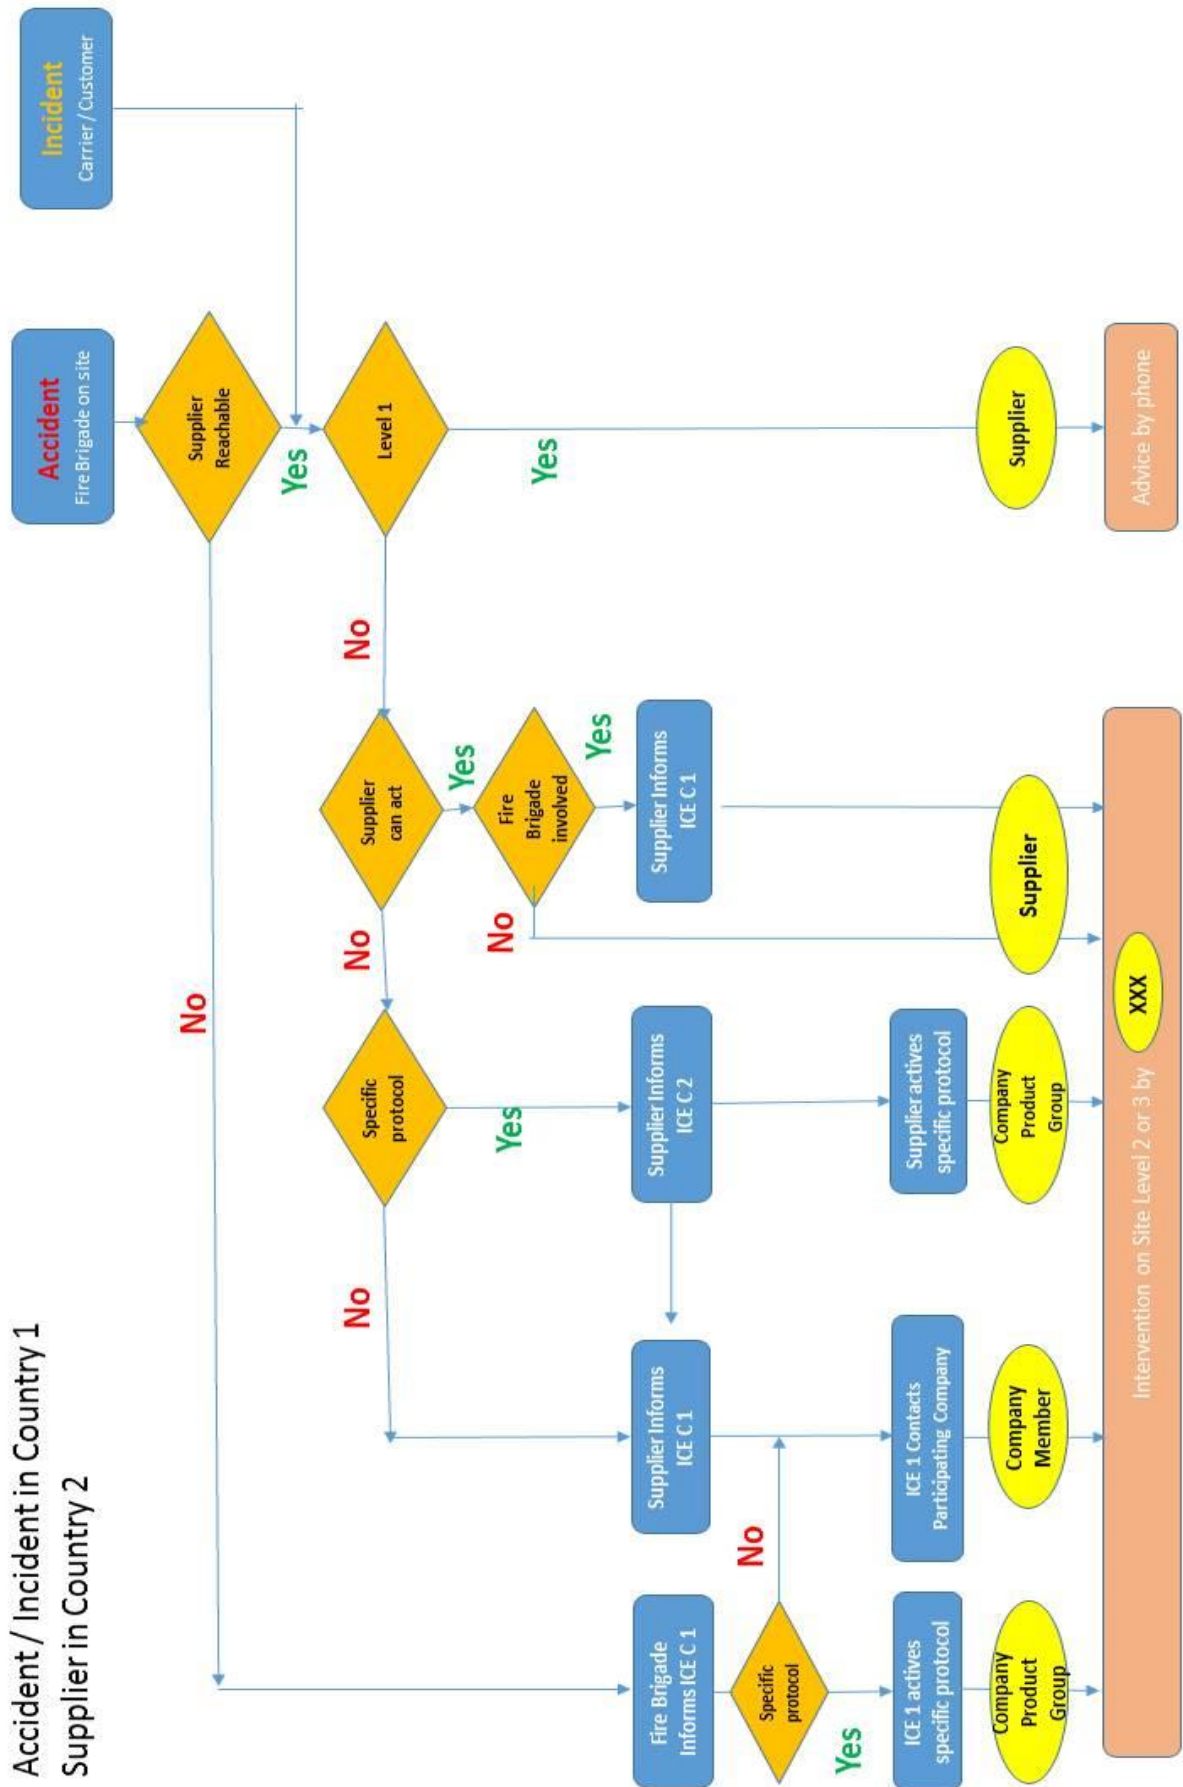 Accident / Incident in Country 1
Supplier in Country 2
Accident
Fire Brigade on site
Incident
Carrier / Customer
Supplier
Reachable
No
Yes
Level 1
No
Yes
Supplier
can act
No
Yes
Specific
protocol
No
Yes
Fire
Brigade
involved
No
Yes
Fire Brigade
Informs ICE C 1
Supplier Informs
ICE C 1
Supplier Informs
ICE C 2
Supplier Informs
ICE C 1
Specific
protocol
No
Yes
ICE 1 actives
specific protocol
ICE 1 Contacts
Participating Company
Supplier actives
specific protocol
Company
Product
Group
Company
Member
Company
Product
Group
Supplier
Supplier
Intervention on Site Level 2 or 3 by XXX
Advice by phone